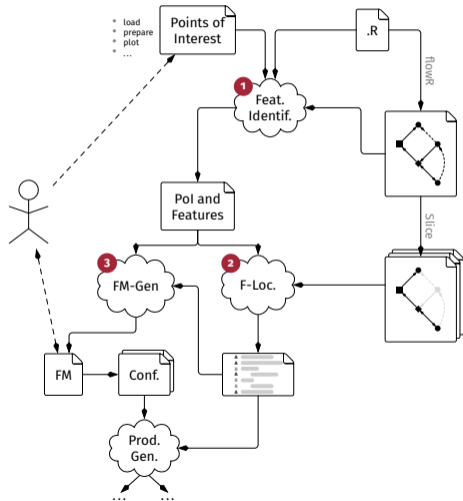 load
prepare
plot
...
Points of
Interest
.R
flowR
1
Feat.
Identif.
Slice
PoI and
Features
3
FM-Gen
2
F-Loc.
FM
Conf.
Prod.
Gen.
...
...